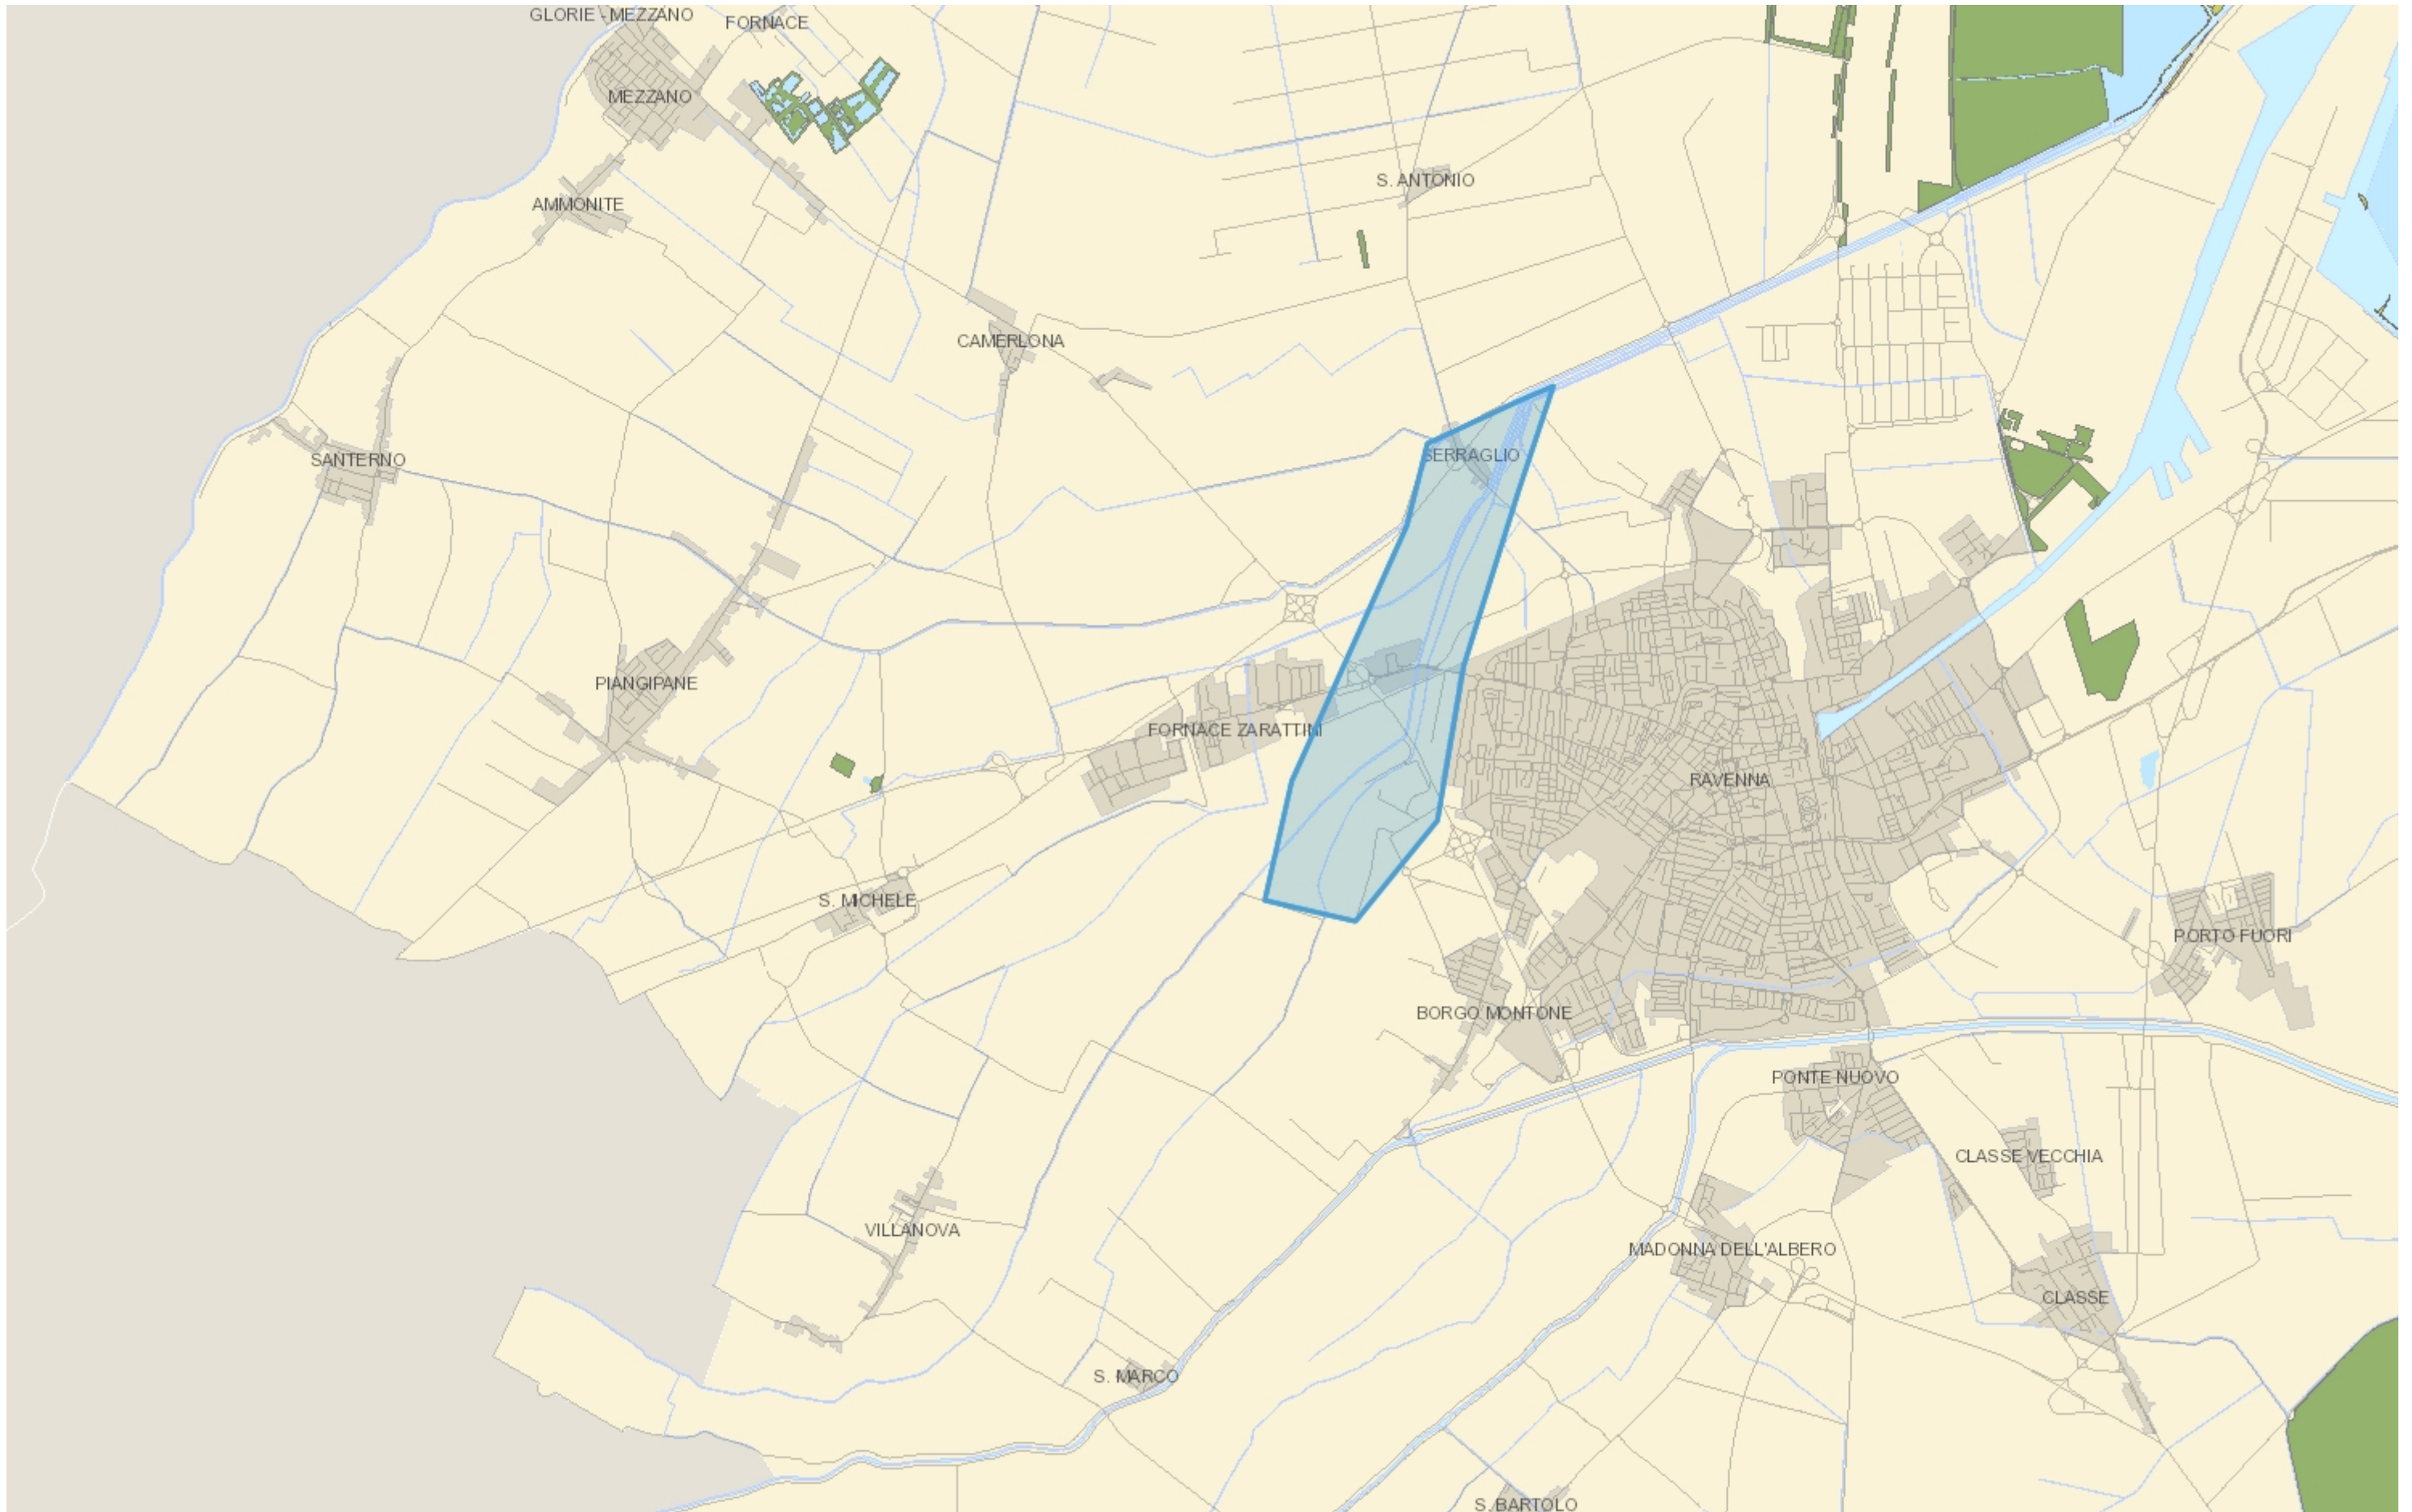 GLORIE - MEZZANO
FORNACE
MEZZANO
S. ANTONIO
AMMONITE
CAMERLONA
SERRAGLIO
SANTERNO
PIANGIPANE
FORNACE ZARATTINI
RAVENNA
S. MICHELE
PORTO FUORI
BORGO MONTONE
PONTE NUOVO
CLASSE VECCHIA
VILLANOVA
MADONNA DELL'ALBERO
CLASSE
S. MARCO
S. BARTOLO